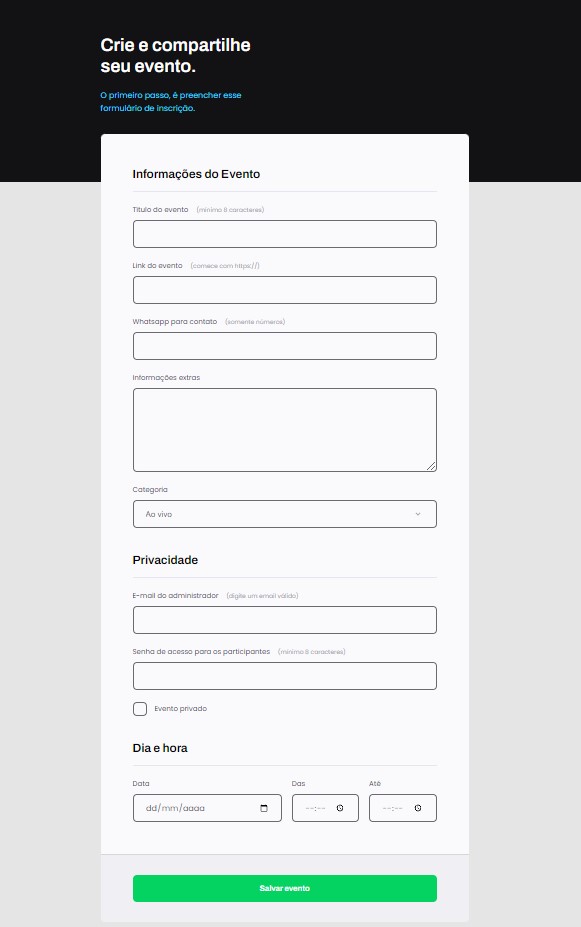 Crie e compartilhe
seu evento.
O primeiro passo, é preencher esse
formulário de inscrição.
Informações do Evento
Título do evento (mínimo 8 caracteres)
Link do evento (comece com https://)
Whatsapp para contato (somente números)
Informações extras
Categoria
Ao vivo
Privacidade
E-mail do administrador (digite um email válido)
Senha de acesso para os participantes (mínimo 8 caracteres)
Evento privado
Dia e hora
Data Das Até
dd/mm/aaaa --:-- --:--
Salvar evento